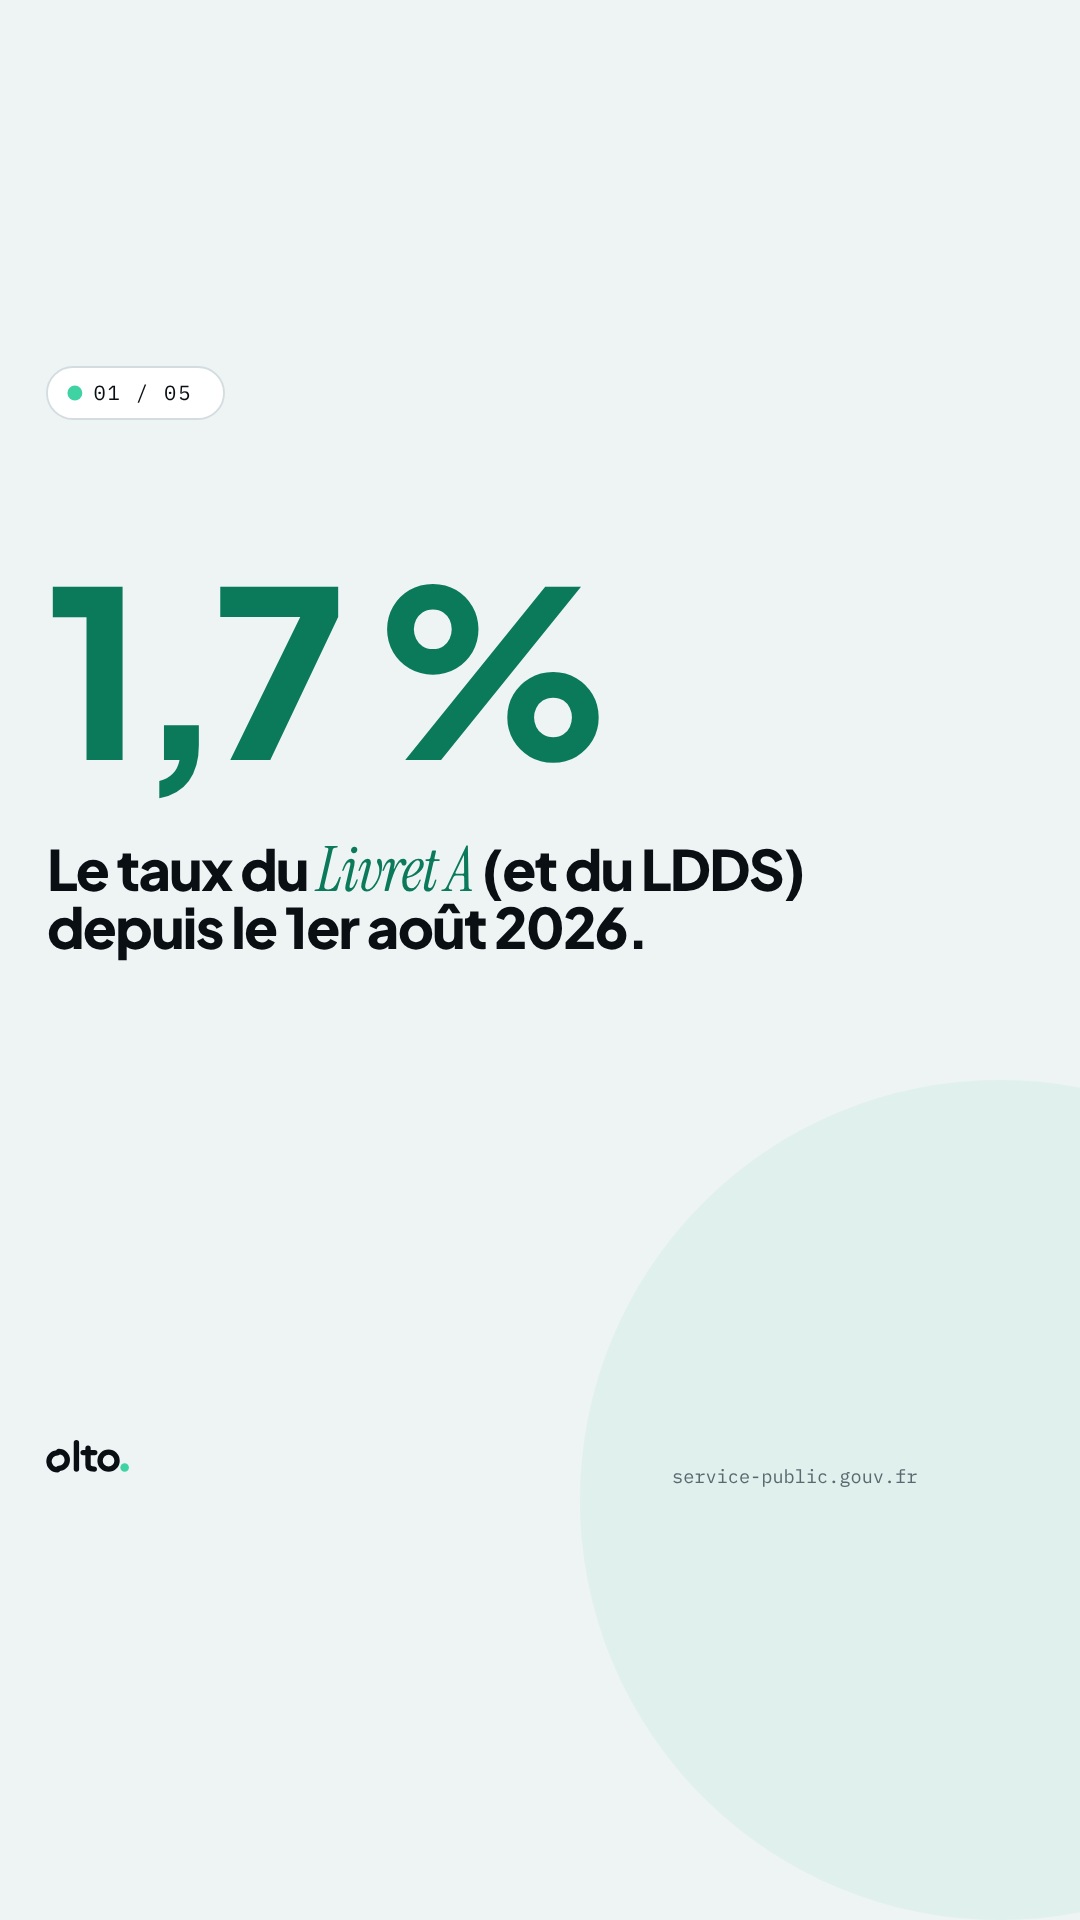 01 / 05
1,7 %
Le taux du Livret A (et du LDDS)
depuis le 1er août 2026.
olto.
service-public.gouv.fr